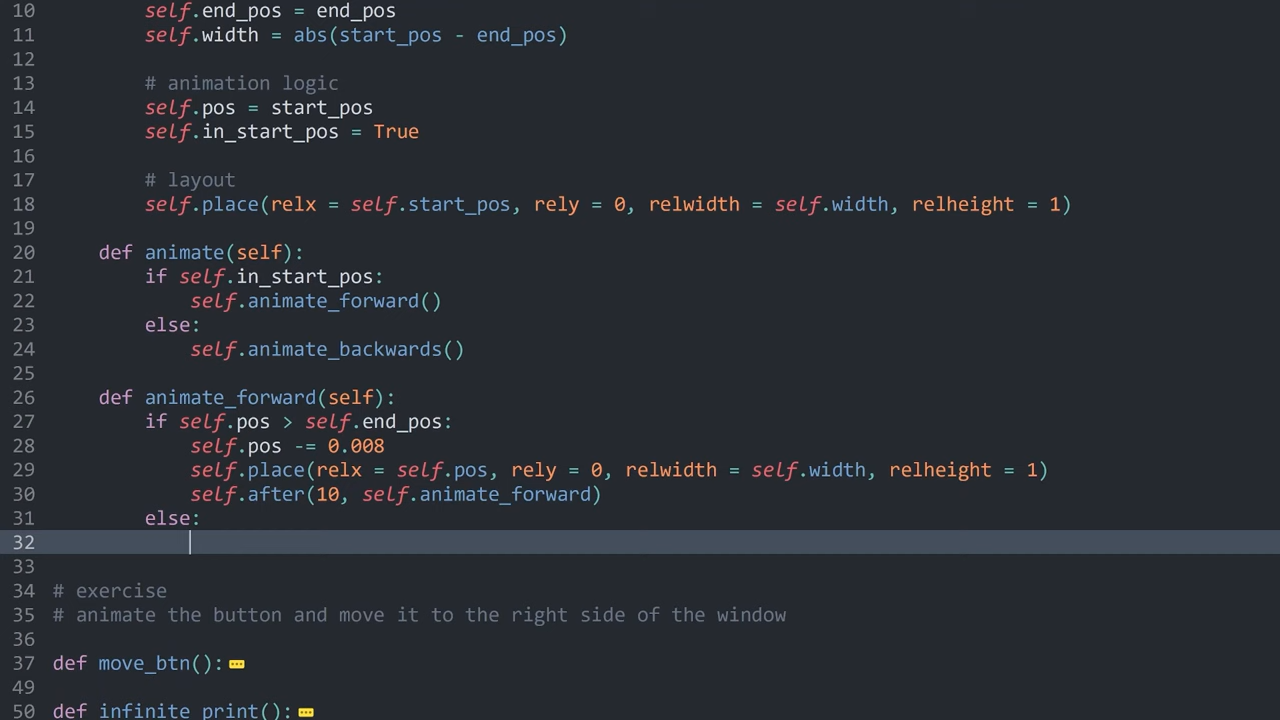 10 self.end_pos = end_pos
11 self.width = abs(start_pos - end_pos)
12
13 # animation logic
14 self.pos = start_pos
15 self.in_start_pos = True
16
17 # layout
18 self.place(relx = self.start_pos, rely = 0, relwidth = self.width, relheight = 1)
19
20 def animate(self):
21 if self.in_start_pos:
22 self.animate_forward()
23 else:
24 self.animate_backwards()
25
26 def animate_forward(self):
27 if self.pos > self.end_pos:
28 self.pos -= 0.008
29 self.place(relx = self.pos, rely = 0, relwidth = self.width, relheight = 1)
30 self.after(10, self.animate_forward)
31 else:
32
33
34 # exercise
35 # animate the button and move it to the right side of the window
36
37 def move_btn():
49
50 def infinite_print():